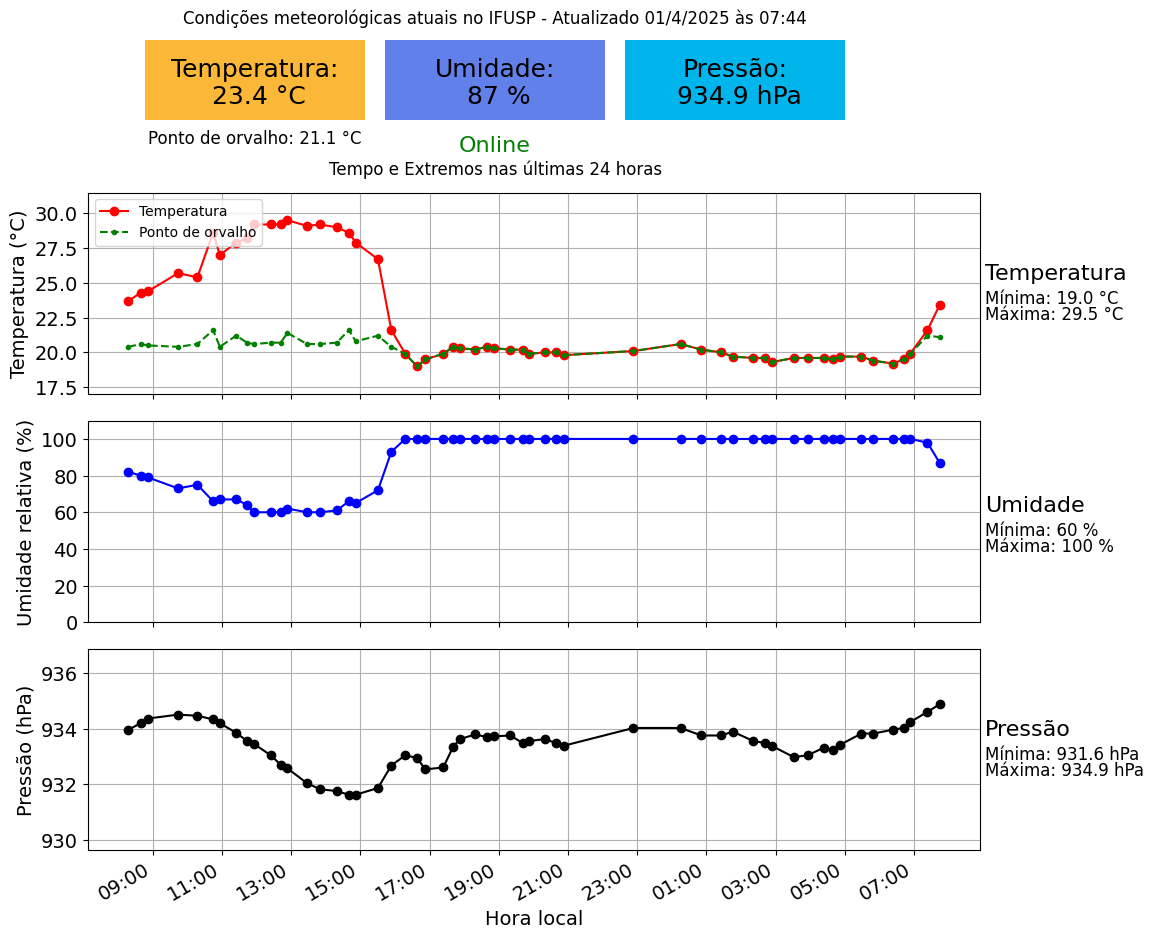 Condições meteorológicas atuais no IFUSP - Atualizado 01/4/2025 às 07:44
Temperatura:
23.4 °C
Umidade:
87 %
Pressão:
934.9 hPa
Ponto de orvalho: 21.1 °C
Online
Tempo e Extremos nas últimas 24 horas
Temperatura (°C)
30.0
27.5
25.0
22.5
20.0
17.5
Temperatura
Ponto de orvalho
Temperatura
Mínima: 19.0 °C
Máxima: 29.5 °C
Umidade relativa (%)
100
80
60
40
20
0
Umidade
Mínima: 60 %
Máxima: 100 %
Pressão (hPa)
936
934
932
930
Pressão
Mínima: 931.6 hPa
Máxima: 934.9 hPa
09:00
11:00
13:00
15:00
17:00
19:00
21:00
23:00
01:00
03:00
05:00
07:00
Hora local